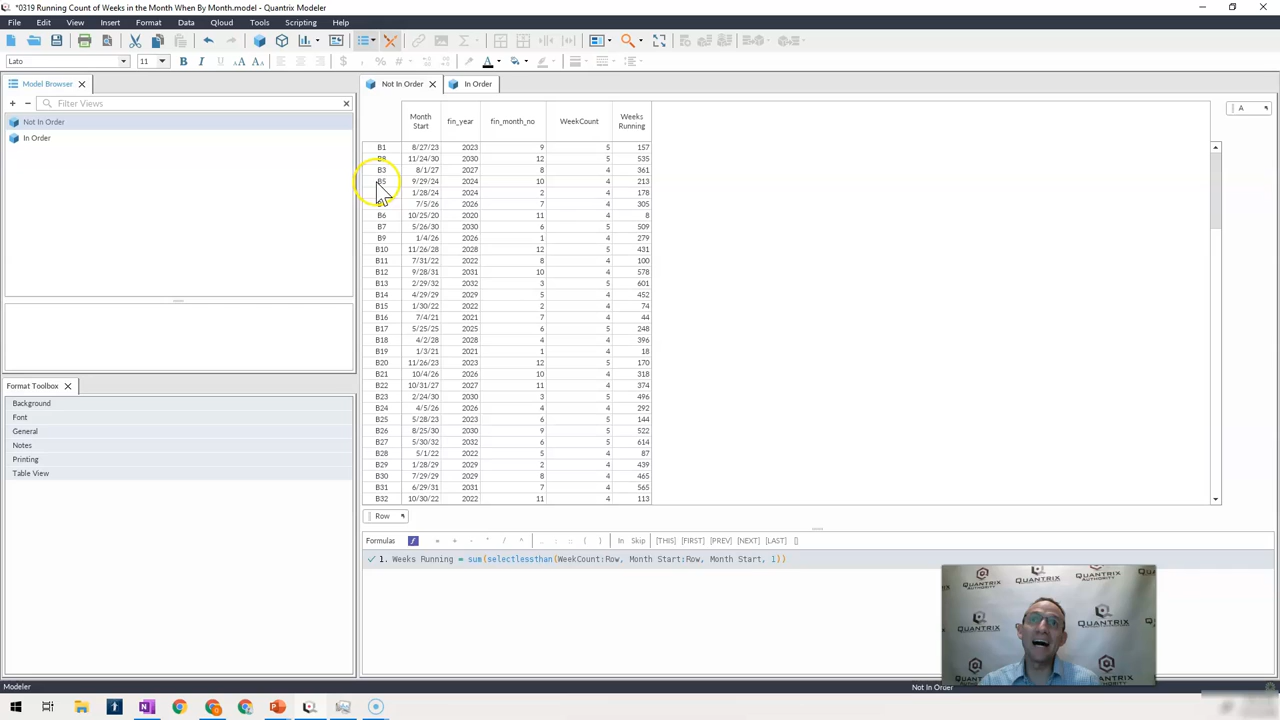 *0319 Running Count of Weeks in the Month When By Month.model - Quantrix Modeler
File Edit View Insert Format Data Qloud Tools Scripting Help
Lato 11 B I U
Model Browser
Not In Order In Order
Filter Views
Not In Order
In Order
A
Month Start fin_year fin_month_no WeekCount Weeks Running
B1 8/27/23 2023 9 5 157
B8 11/24/30 2030 12 5 535
B3 8/1/27 2027 8 4 361
B5 9/29/24 2024 10 4 213
1/28/24 2024 2 4 178
7/5/26 2026 7 4 305
B6 10/25/20 2020 11 4 8
B7 5/26/30 2030 6 5 509
B9 1/4/26 2026 1 4 279
B10 11/26/28 2028 12 5 431
B11 7/31/22 2022 8 4 100
B12 9/28/31 2031 10 4 578
B13 2/29/32 2032 3 5 601
B14 4/29/29 2029 5 4 452
B15 1/30/22 2022 2 4 74
B16 7/4/21 2021 7 4 44
B17 5/25/25 2025 6 5 248
B18 4/2/28 2028 4 4 396
B19 1/3/21 2021 1 4 18
B20 11/26/23 2023 12 5 170
B21 10/4/26 2026 10 4 318
B22 10/31/27 2027 11 4 374
B23 2/24/30 2030 3 5 496
B24 4/5/26 2026 4 4 292
B25 5/28/23 2023 6 5 144
B26 8/25/30 2030 9 5 522
B27 5/30/32 2032 6 5 614
B28 5/1/22 2022 5 4 87
B29 1/28/29 2029 2 4 439
B30 7/29/29 2029 8 4 465
B31 6/29/31 2031 7 4 565
B32 10/30/22 2022 11 4 113
Format Toolbox
Background
Font
General
Notes
Printing
Table View
Row
Formulas In Skip [THIS] [FIRST] [PREV] [NEXT] [LAST] []
1. Weeks Running = sum(selectlessthan(WeekCount:Row, Month Start:Row, Month Start, 1))
QUANTRIX AUTHORITY
Modeler
Not In Order